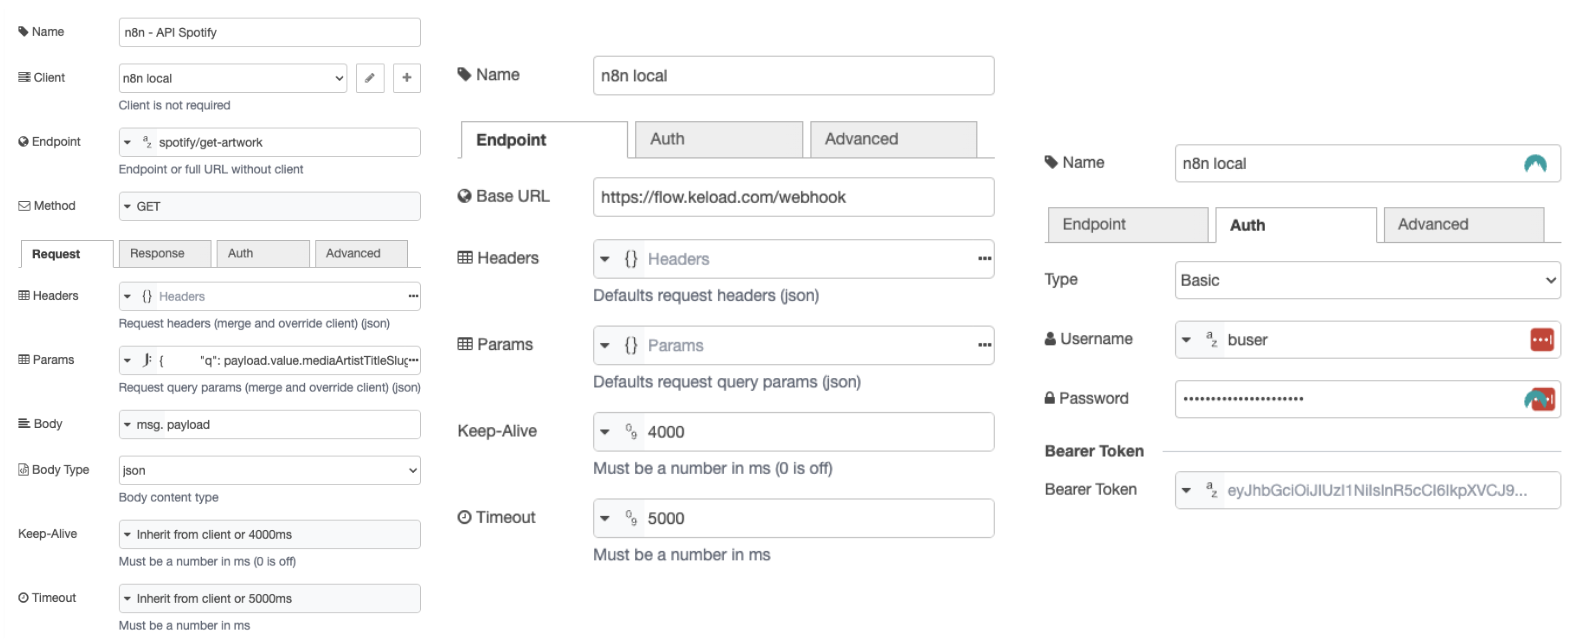 Name n8n - API Spotify
Client n8n local
Client is not required
Endpoint a z spotify/get-artwork
Endpoint or full URL without client
Method GET
Request Response Auth Advanced
Headers {} Headers
Request headers (merge and override client) (json)
Params J: { "q": payload.value.mediaArtistTitleSlug
Request query params (merge and override client) (json)
Body msg. payload
Body Type json
Body content type
Keep-Alive Inherit from client or 4000ms
Must be a number in ms (0 is off)
Timeout Inherit from client or 5000ms
Must be a number in ms
Name n8n local
Endpoint Auth Advanced
Base URL https://flow.keload.com/webhook
Headers {} Headers
Defaults request headers (json)
Params {} Params
Defaults request query params (json)
Keep-Alive 0 9 4000
Must be a number in ms (0 is off)
Timeout 0 9 5000
Must be a number in ms
Name n8n local
Endpoint Auth Advanced
Type Basic
Username a z buser
Password ••••••••••••••••••••••
Bearer Token
Bearer Token a z eyJhbGciOiJIUzI1NiIsInR5cCI6IkpXVCJ9...